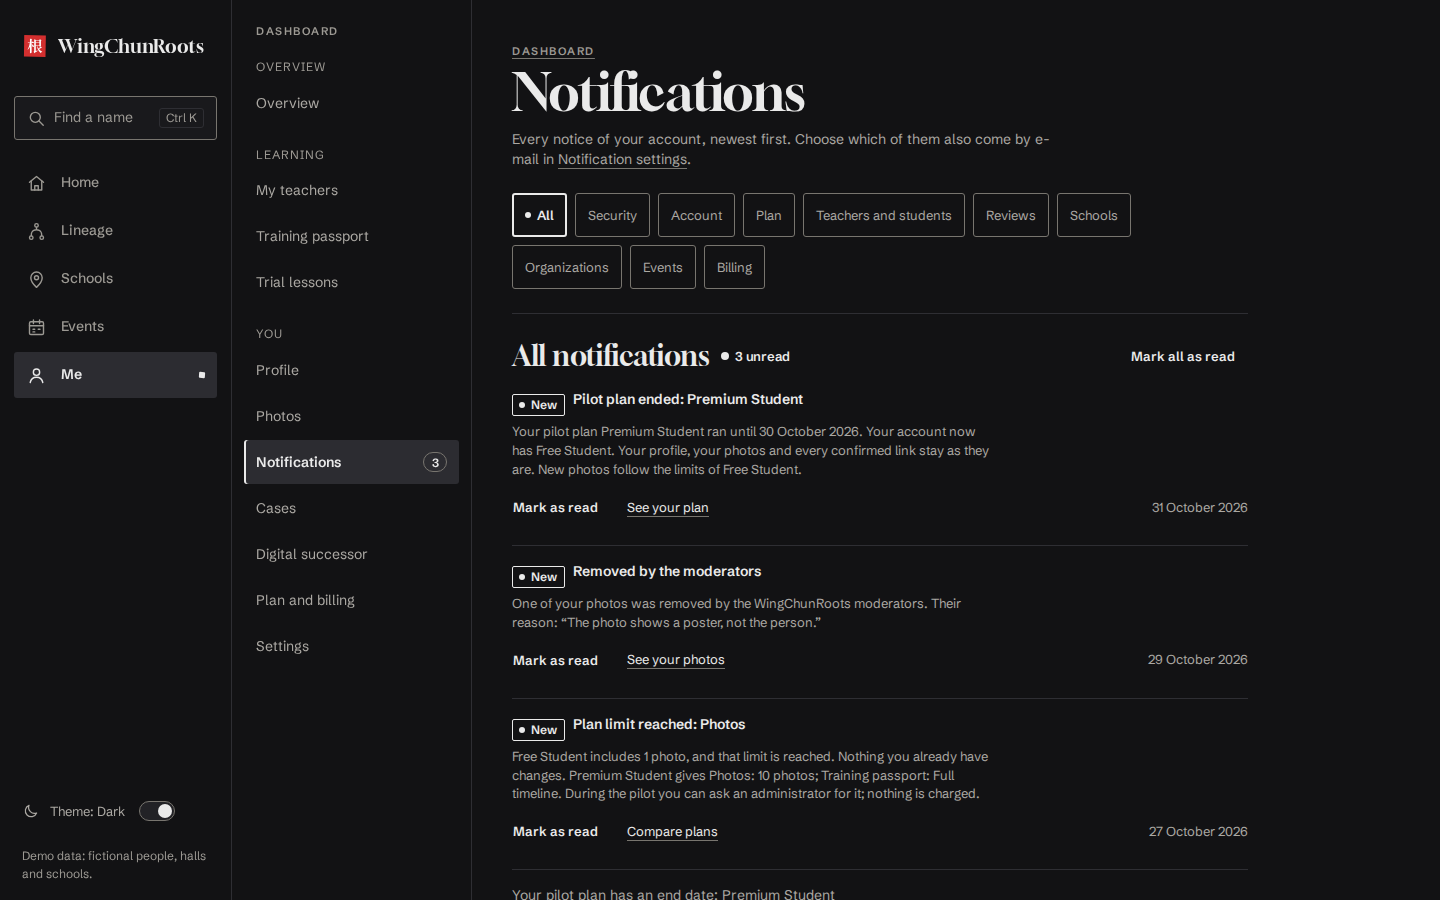 根 WingChunRoots
Find a name Ctrl K
Home
Lineage
Schools
Events
Me
Theme: Dark
Demo data: fictional people, halls
and schools.
DASHBOARD
OVERVIEW
Overview
LEARNING
My teachers
Training passport
Trial lessons
YOU
Profile
Photos
Notifications 3
Cases
Digital successor
Plan and billing
Settings
DASHBOARD
Notifications
Every notice of your account, newest first. Choose which of them also come by e-
mail in Notification settings.
All Security Account Plan Teachers and students Reviews Schools
Organizations Events Billing
All notifications 3 unread Mark all as read
New Pilot plan ended: Premium Student
Your pilot plan Premium Student ran until 30 October 2026. Your account now
has Free Student. Your profile, your photos and every confirmed link stay as they
are. New photos follow the limits of Free Student.
Mark as read See your plan 31 October 2026
New Removed by the moderators
One of your photos was removed by the WingChunRoots moderators. Their
reason: “The photo shows a poster, not the person.”
Mark as read See your photos 29 October 2026
New Plan limit reached: Photos
Free Student includes 1 photo, and that limit is reached. Nothing you already have
changes. Premium Student gives Photos: 10 photos; Training passport: Full
timeline. During the pilot you can ask an administrator for it; nothing is charged.
Mark as read Compare plans 27 October 2026
Your pilot plan has an end date: Premium Student